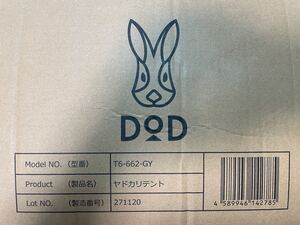 DOD
Model NO. (型番) T6-662-GY
Product (製品名) ヤドカリテント
Lot NO. (製造番号) 271120
4 589946 142785